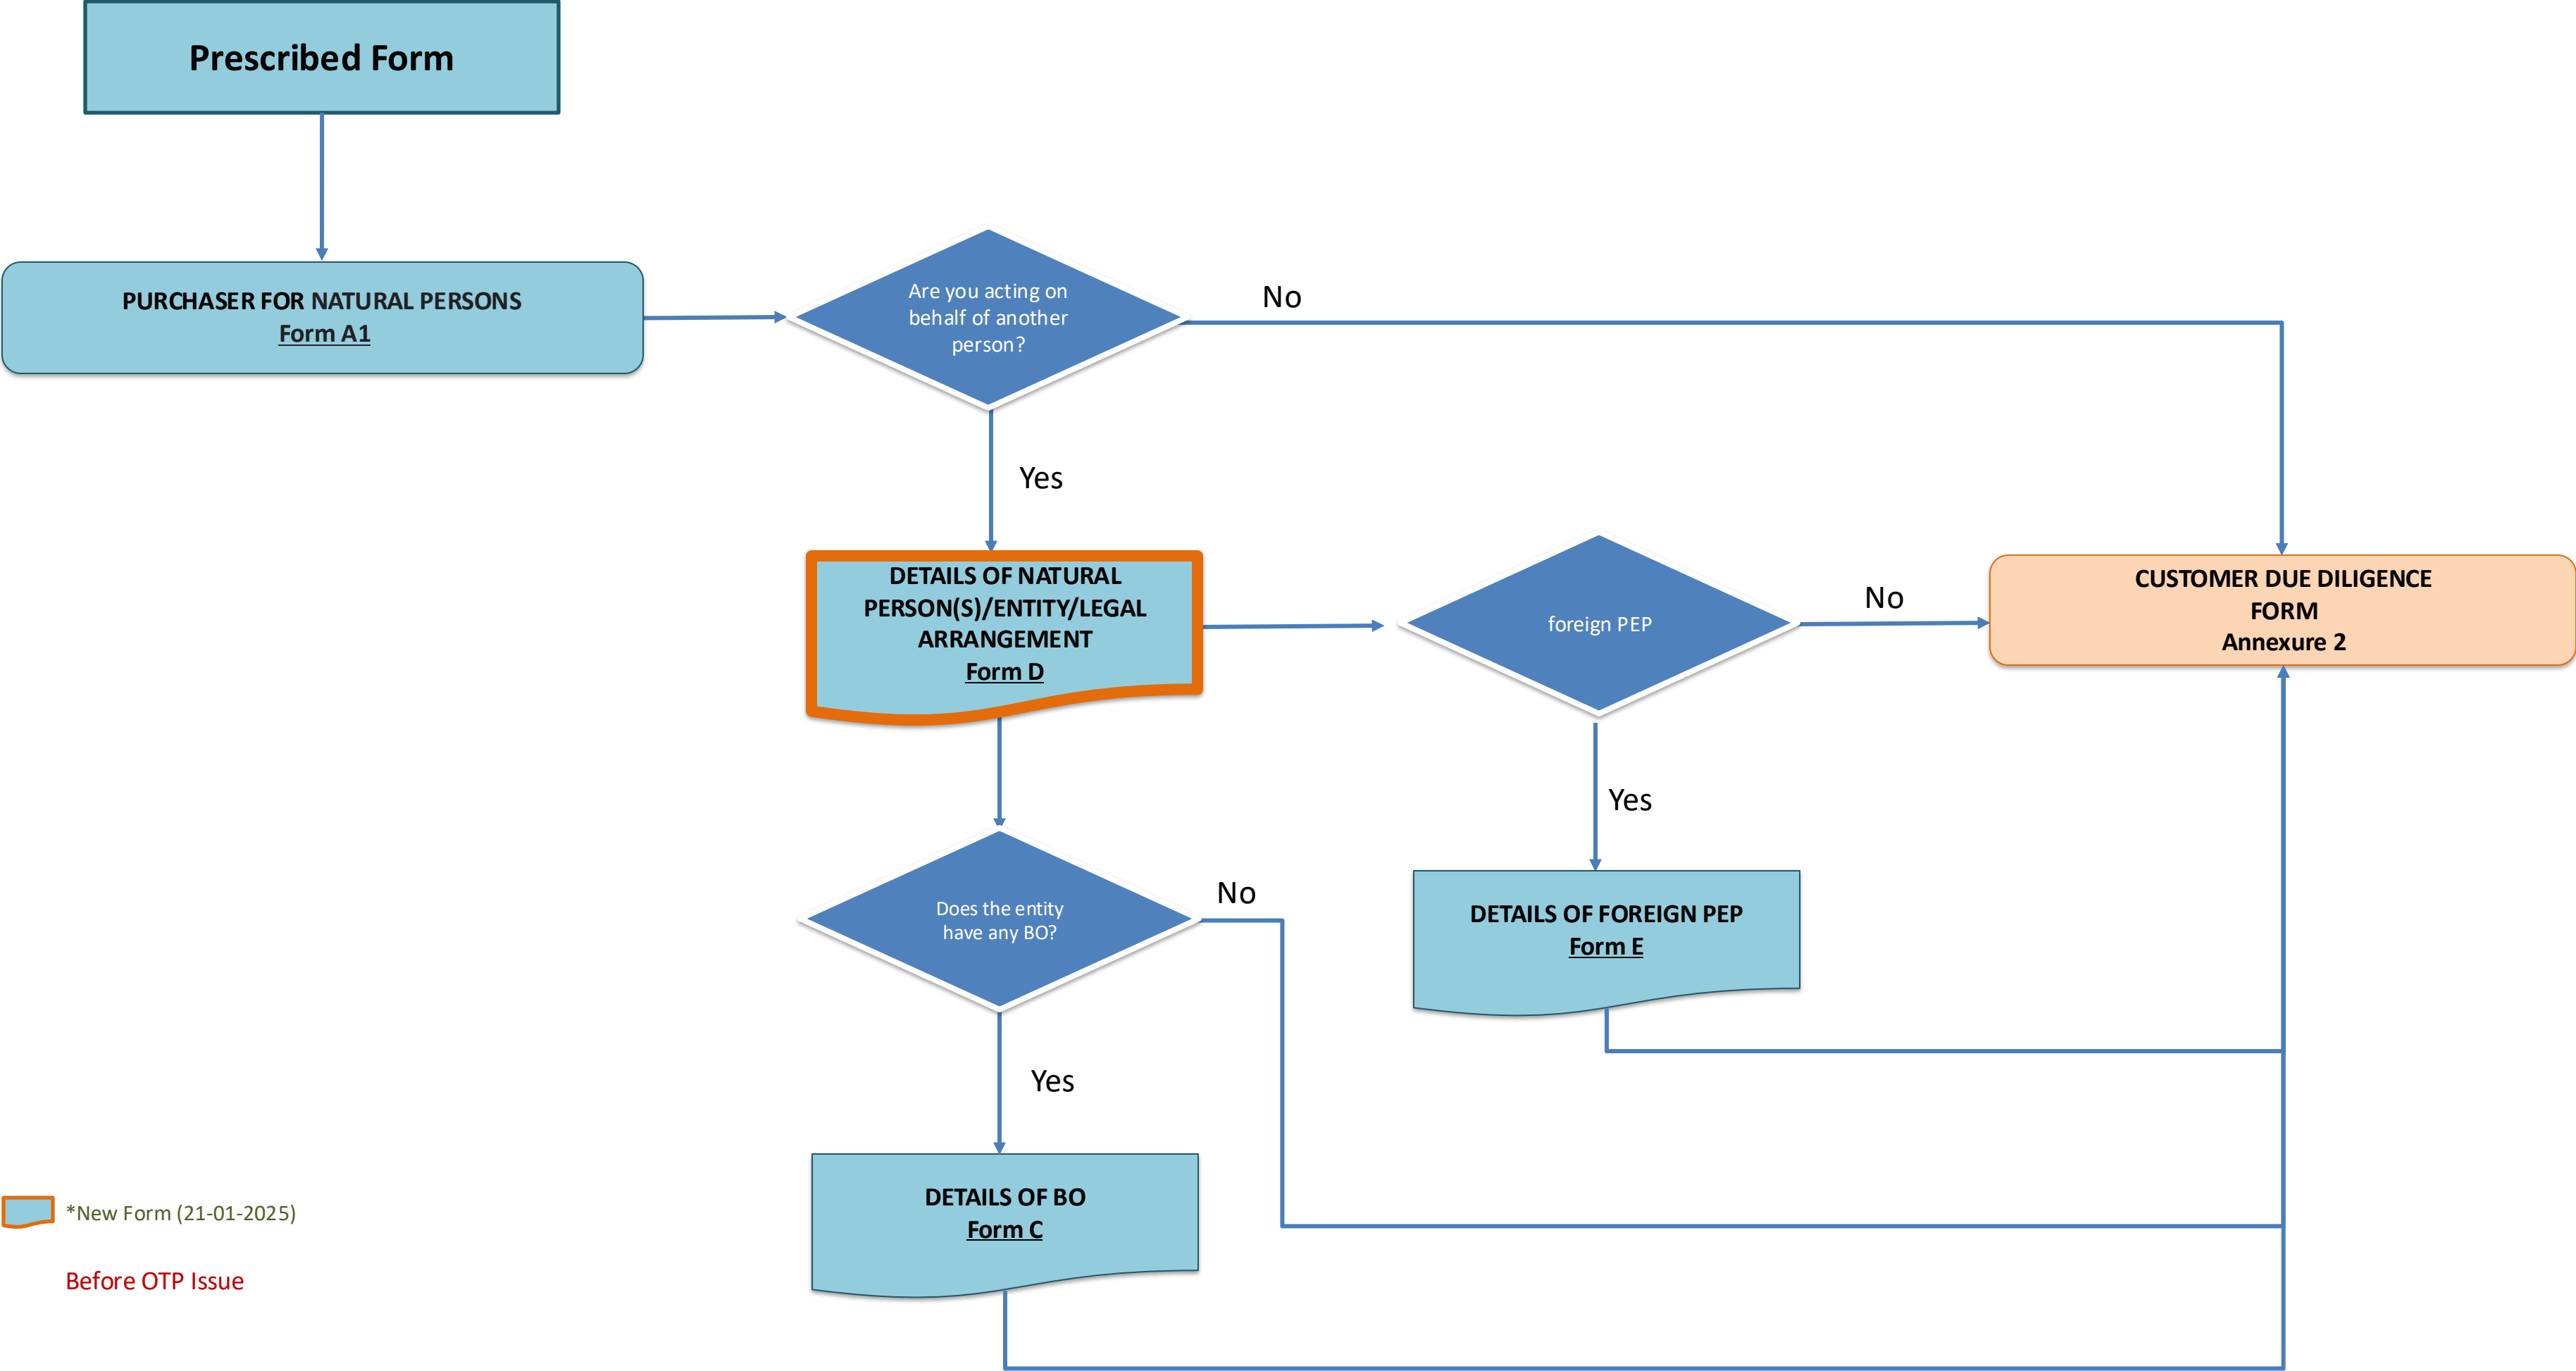 Prescribed Form
PURCHASER FOR NATURAL PERSONS
Form A1
Are you acting on
behalf of another
person?
No
Yes
DETAILS OF NATURAL
PERSON(S)/ENTITY/LEGAL
ARRANGEMENT
Form D
foreign PEP
No
CUSTOMER DUE DILIGENCE
FORM
Annexure 2
Yes
DETAILS OF FOREIGN PEP
Form E
Does the entity
have any BO?
No
Yes
DETAILS OF BO
Form C
*New Form (21-01-2025)
Before OTP Issue